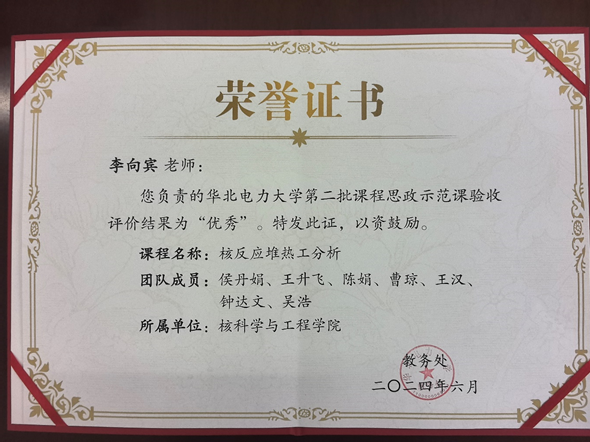 荣誉证书
李向宾 老师：
您负责的华北电力大学第二批课程思政示范课验收
评价结果为“优秀”。特发此证，以资鼓励。
课程名称：核反应堆热工分析
团队成员：侯丹娟、王升飞、陈娟、曹琼、王汉、
钟达文、吴浩
所属单位：核科学与工程学院
教务处
二〇二四年六月